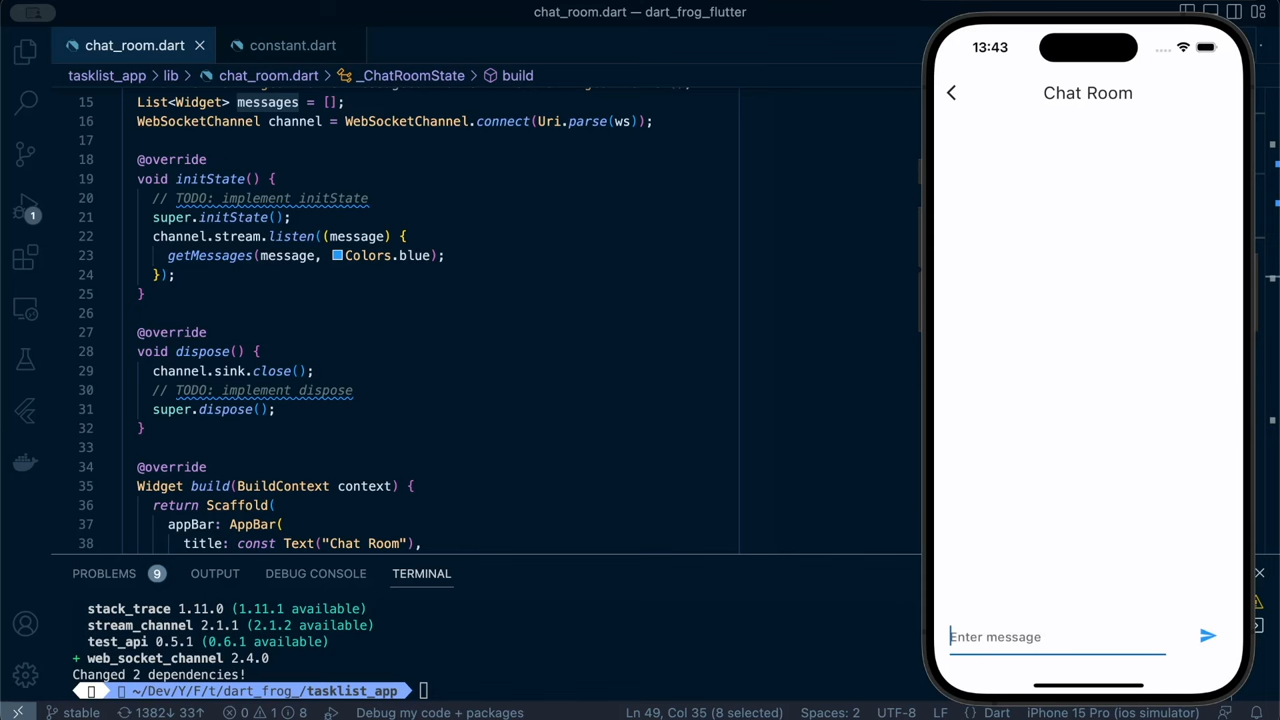 chat_room.dart — dart_frog_flutter
chat_room.dart
constant.dart
tasklist_app > lib > chat_room.dart > _ChatRoomState > build
15 List<Widget> messages = [];
16 WebSocketChannel channel = WebSocketChannel.connect(Uri.parse(ws));
17
18 @override
19 void initState() {
20 // TODO: implement initState
21 super.initState();
22 channel.stream.listen((message) {
23 getMessages(message, Colors.blue);
24 });
25 }
26
27 @override
28 void dispose() {
29 channel.sink.close();
30 // TODO: implement dispose
31 super.dispose();
32 }
33
34 @override
35 Widget build(BuildContext context) {
36 return Scaffold(
37 appBar: AppBar(
38 title: const Text("Chat Room"),
1
PROBLEMS 9 OUTPUT DEBUG CONSOLE TERMINAL
stack_trace 1.11.0 (1.11.1 available)
stream_channel 2.1.1 (2.1.2 available)
test_api 0.5.1 (0.6.1 available)
+ web_socket_channel 2.4.0
Changed 2 dependencies!
~/Dev/Y/F/t/dart_frog_/tasklist_app
stable 1382↓ 33↑ 0 1 8 Debug my code + packages Ln 49, Col 35 (8 selected) Spaces: 2 UTF-8 LF {} Dart iPhone 15 Pro (ios simulator)
13:43
Chat Room
Enter message